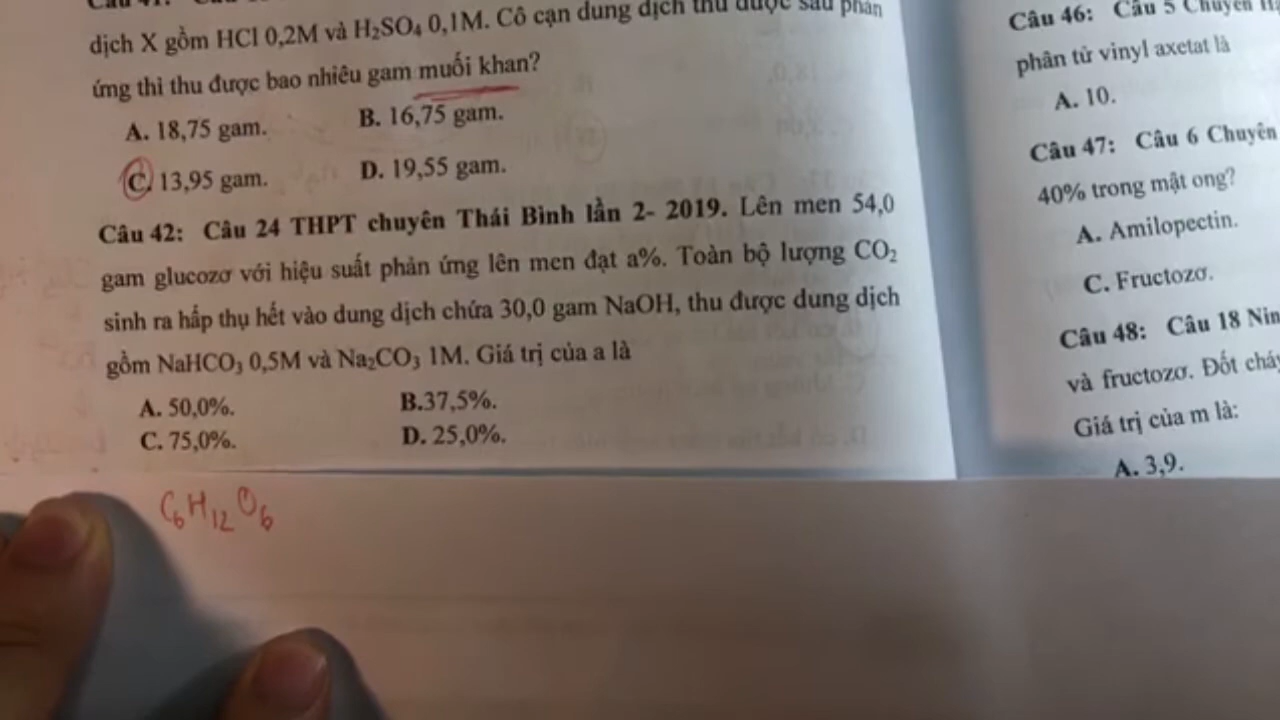 dịch X gồm HCl 0,2M và H₂SO₄ 0,1M. Cô cạn dung dịch thu được sau phản
ứng thì thu được bao nhiêu gam muối khan?
A. 18,75 gam.
B. 16,75 gam.
C. 13,95 gam.
D. 19,55 gam.
Câu 42: Câu 24 THPT chuyên Thái Bình lần 2- 2019. Lên men 54,0
gam glucozơ với hiệu suất phản ứng lên men đạt a%. Toàn bộ lượng CO₂
sinh ra hấp thụ hết vào dung dịch chứa 30,0 gam NaOH, thu được dung dịch
gồm NaHCO₃ 0,5M và Na₂CO₃ 1M. Giá trị của a là
A. 50,0%.
B.37,5%.
C. 75,0%.
D. 25,0%.
C₆H₁₂O₆
Câu 46: Câu 5 Chuyên
phân tử vinyl axetat là
A. 10.
Câu 47: Câu 6 Chuyên
40% trong mật ong?
A. Amilopectin.
C. Fructozơ.
Câu 48: Câu 18 Nin
và fructozơ. Đốt cháy
Giá trị của m là:
A. 3,9.